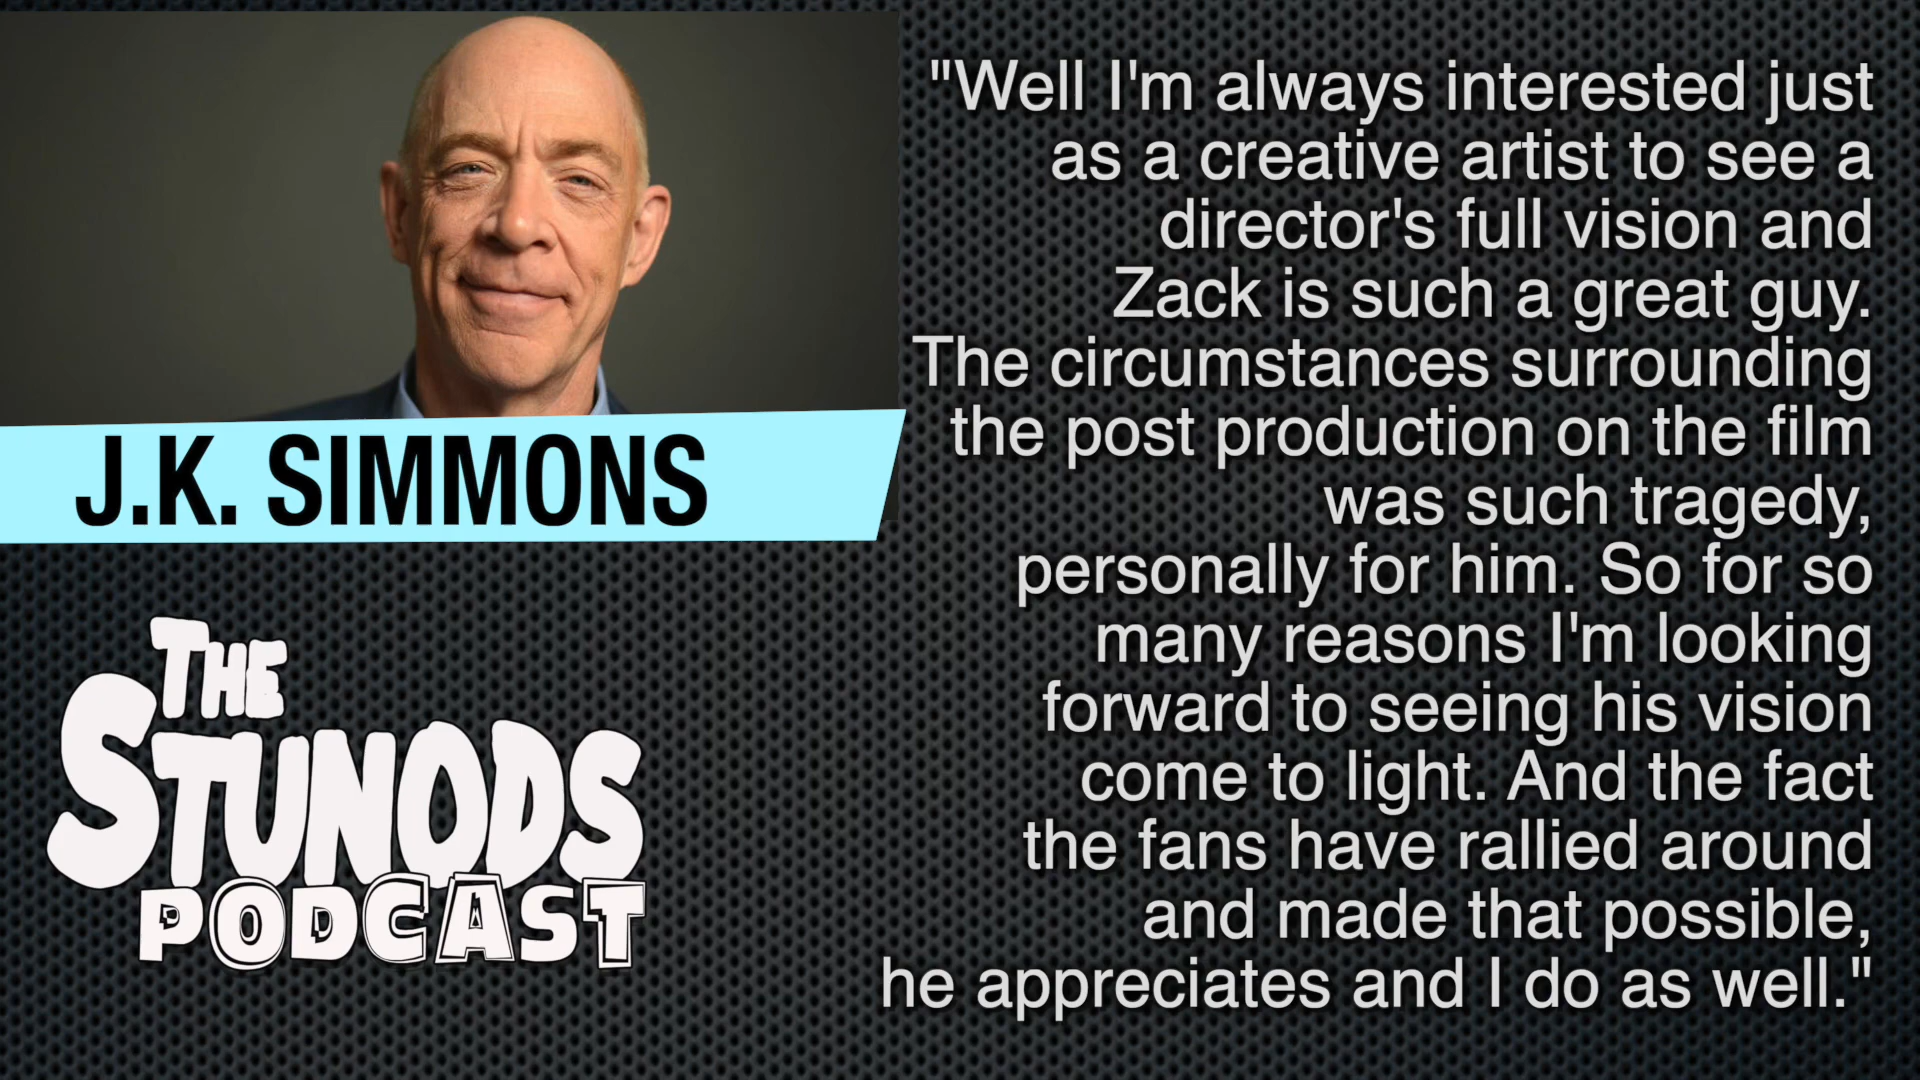 J.K. SIMMONS
THE
STUNODS
PODCAST
"Well I'm always interested just
as a creative artist to see a
director's full vision and
Zack is such a great guy.
The circumstances surrounding
the post production on the film
was such tragedy,
personally for him. So for so
many reasons I'm looking
forward to seeing his vision
come to light. And the fact
the fans have rallied around
and made that possible,
he appreciates and I do as well."